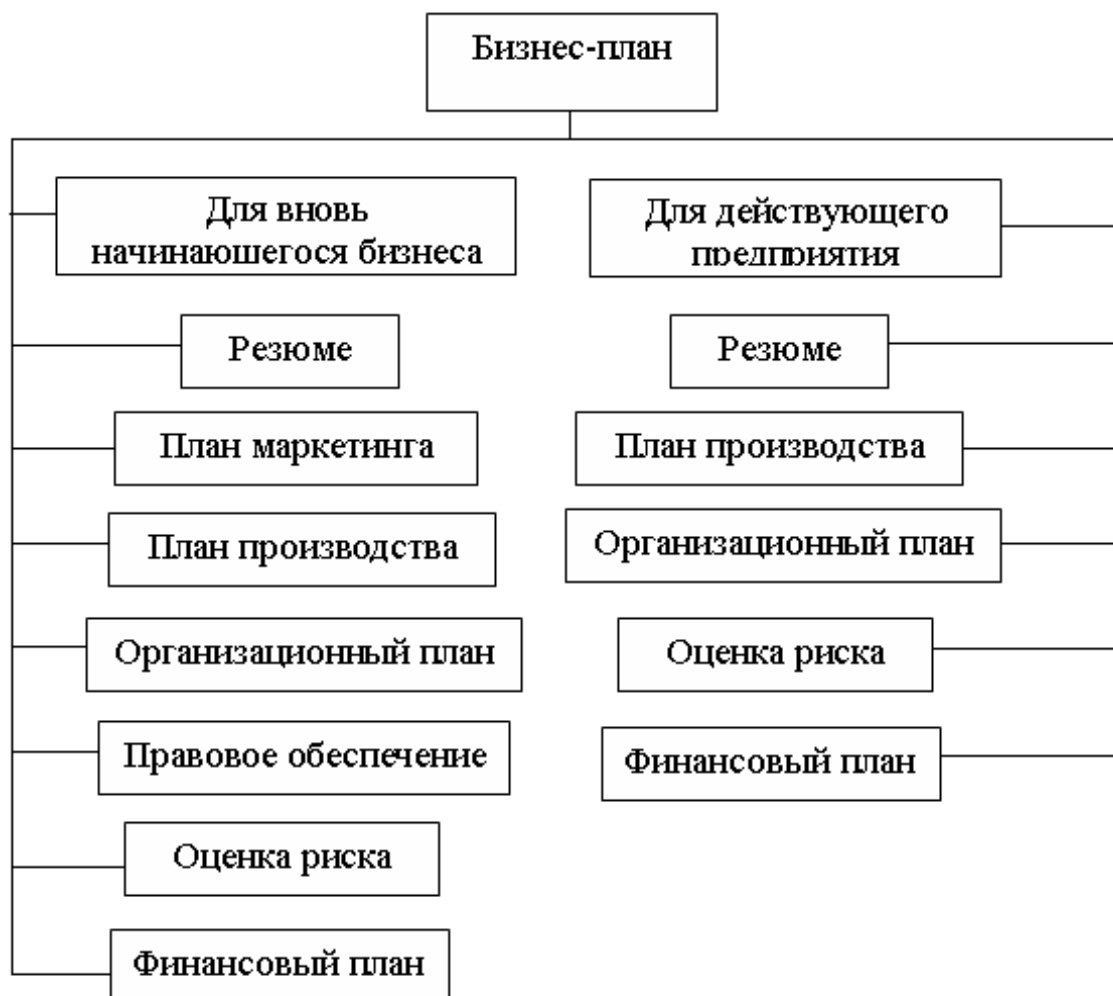 Бизнес-план
Для вновь
начинаюшегося бизнеса
Резюме
План маркетинга
План производства
Организационный план
Правовое обеспечение
Оценка риска
Финансовый план
Для действующего
предприятия
Резюме
План производства
Организационный план
Оценка риска
Финансовый план